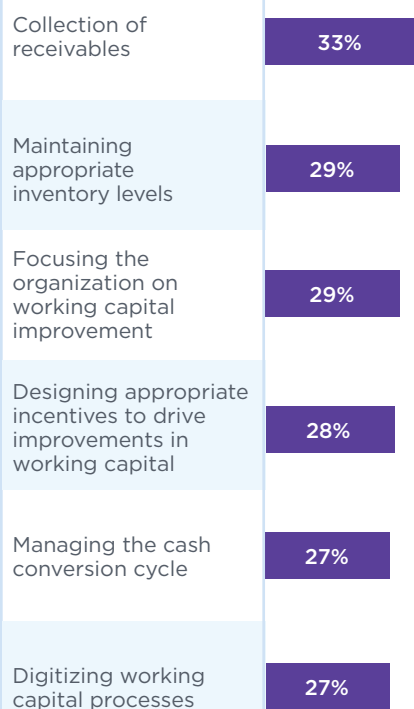 Collection of
receivables
33%
Maintaining
appropriate
inventory levels
29%
Focusing the
organization on
working capital
improvement
29%
Designing appropriate
incentives to drive
improvements in
working capital
28%
Managing the cash
conversion cycle
27%
Digitizing working
capital processes
27%